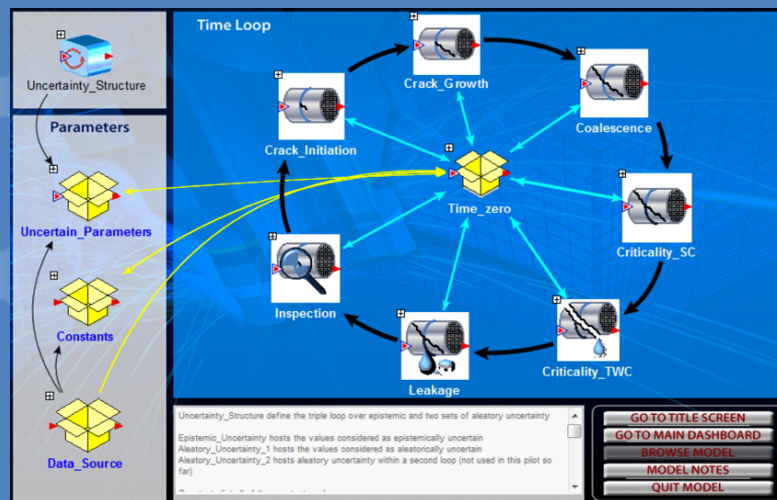 Time Loop
Uncertainty_Structure
Parameters
Uncertain_Parameters
Constants
Data_Source
Crack_Growth
Coalescence
Crack_Initiation
Time_zero
Criticality_SC
Inspection
Criticality_TWC
Leakage
Uncertainty_Structure define the triple loop over epistemic and two sets of aleatory uncertainty
Epistemic_Uncertainty hosts the values considered as epistemically uncertain
Aleatory_Uncertainty_1 hosts the values considered as aleatorically uncertain
Aleatory_Uncertainty_2 hosts aleatory uncertainty within a second loop (not used in this pilot so
far)
GO TO TITLE SCREEN
GO TO MAIN DASHBOARD
BROWSE MODEL
MODEL NOTES
QUIT MODEL